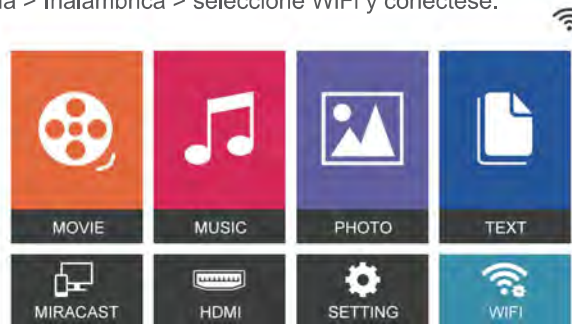 > Inalámbrica > seleccione WIFI y conéctese.
MOVIE
MUSIC
PHOTO
TEXT
MIRACAST
HDMI
SETTING
WIFI